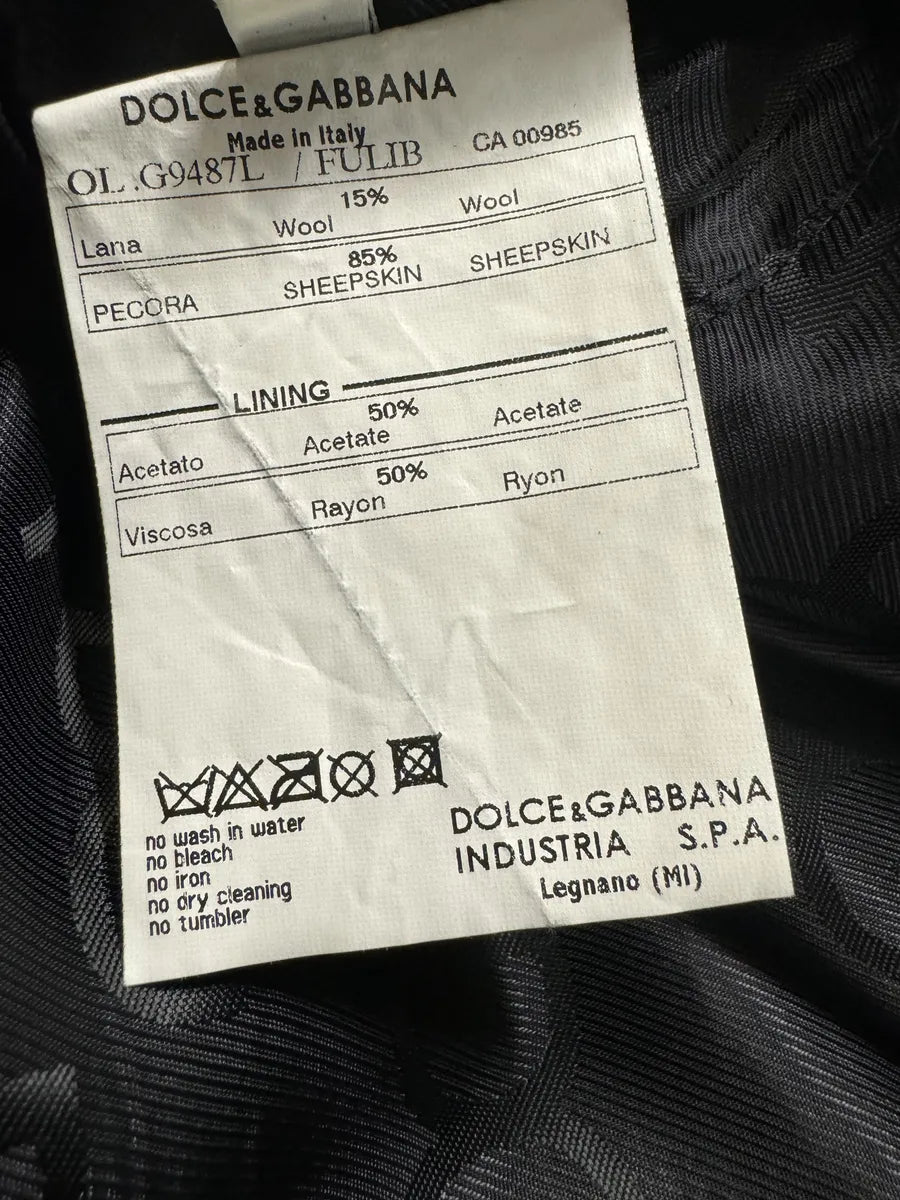 DOLCE&GABBANA
Made in Italy
OL .G9487L / FULIB CA 00985
15%
Lana Wool Wool
85%
PECORA SHEEPSKIN SHEEPSKIN
LINING
50%
Acetato Acetate Acetate
50%
Viscosa Rayon Ryon
no wash in water
no bleach
no iron
no dry cleaning
no tumbler
DOLCE&GABBANA
INDUSTRIA S.P.A.
Legnano (MI)